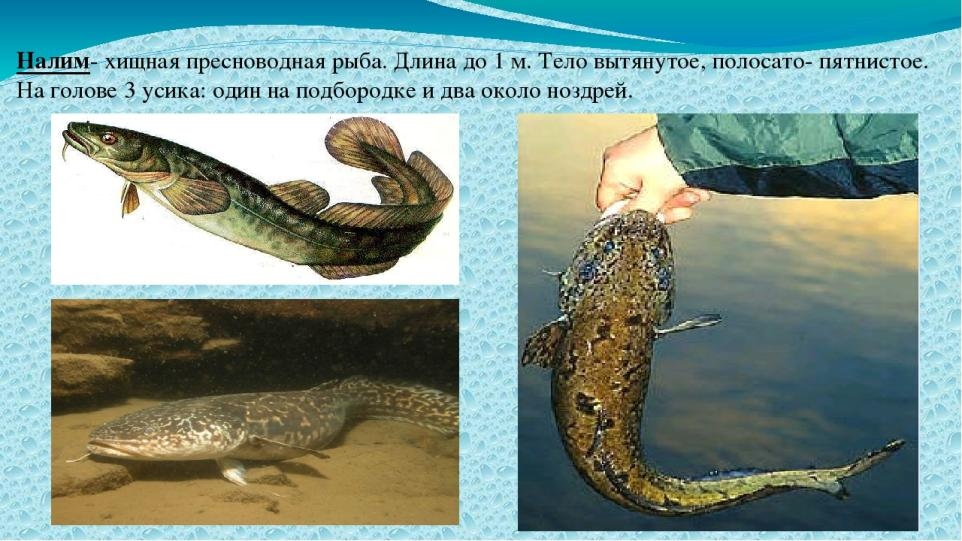 Налим- хищная пресноводная рыба. Длина до 1 м. Тело вытянутое, полосато- пятнистое.
На голове 3 усика: один на подбородке и два около ноздрей.